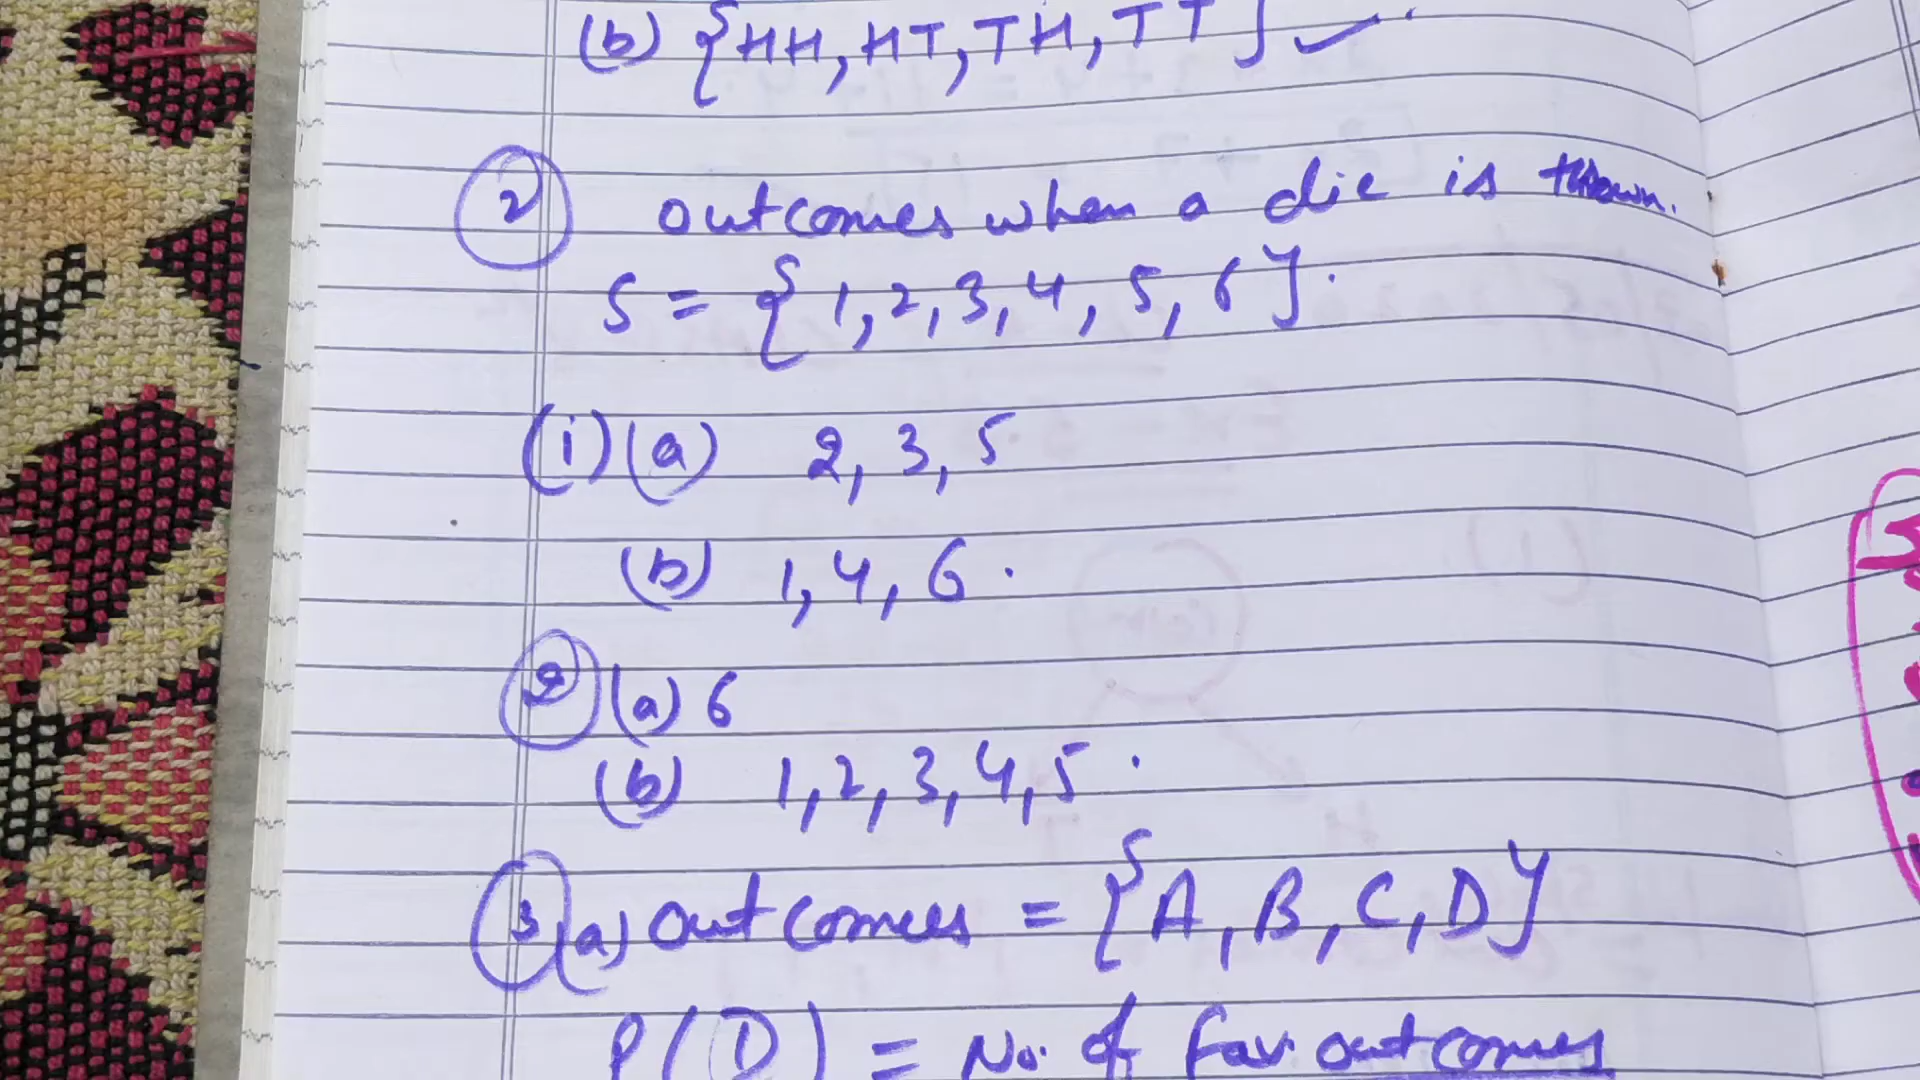 (b) {HH, HT, TH, TT} ✓
2 outcomes when a die is thrown.
S = {1,2,3,4,5,6}.
(i) (a) 2, 3, 5
(b) 1, 4, 6.
(a) 6
(b) 1,2,3,4,5.
3 (a) outcomes = {A, B, C, D}
P(D) = No. of fav. outcomes